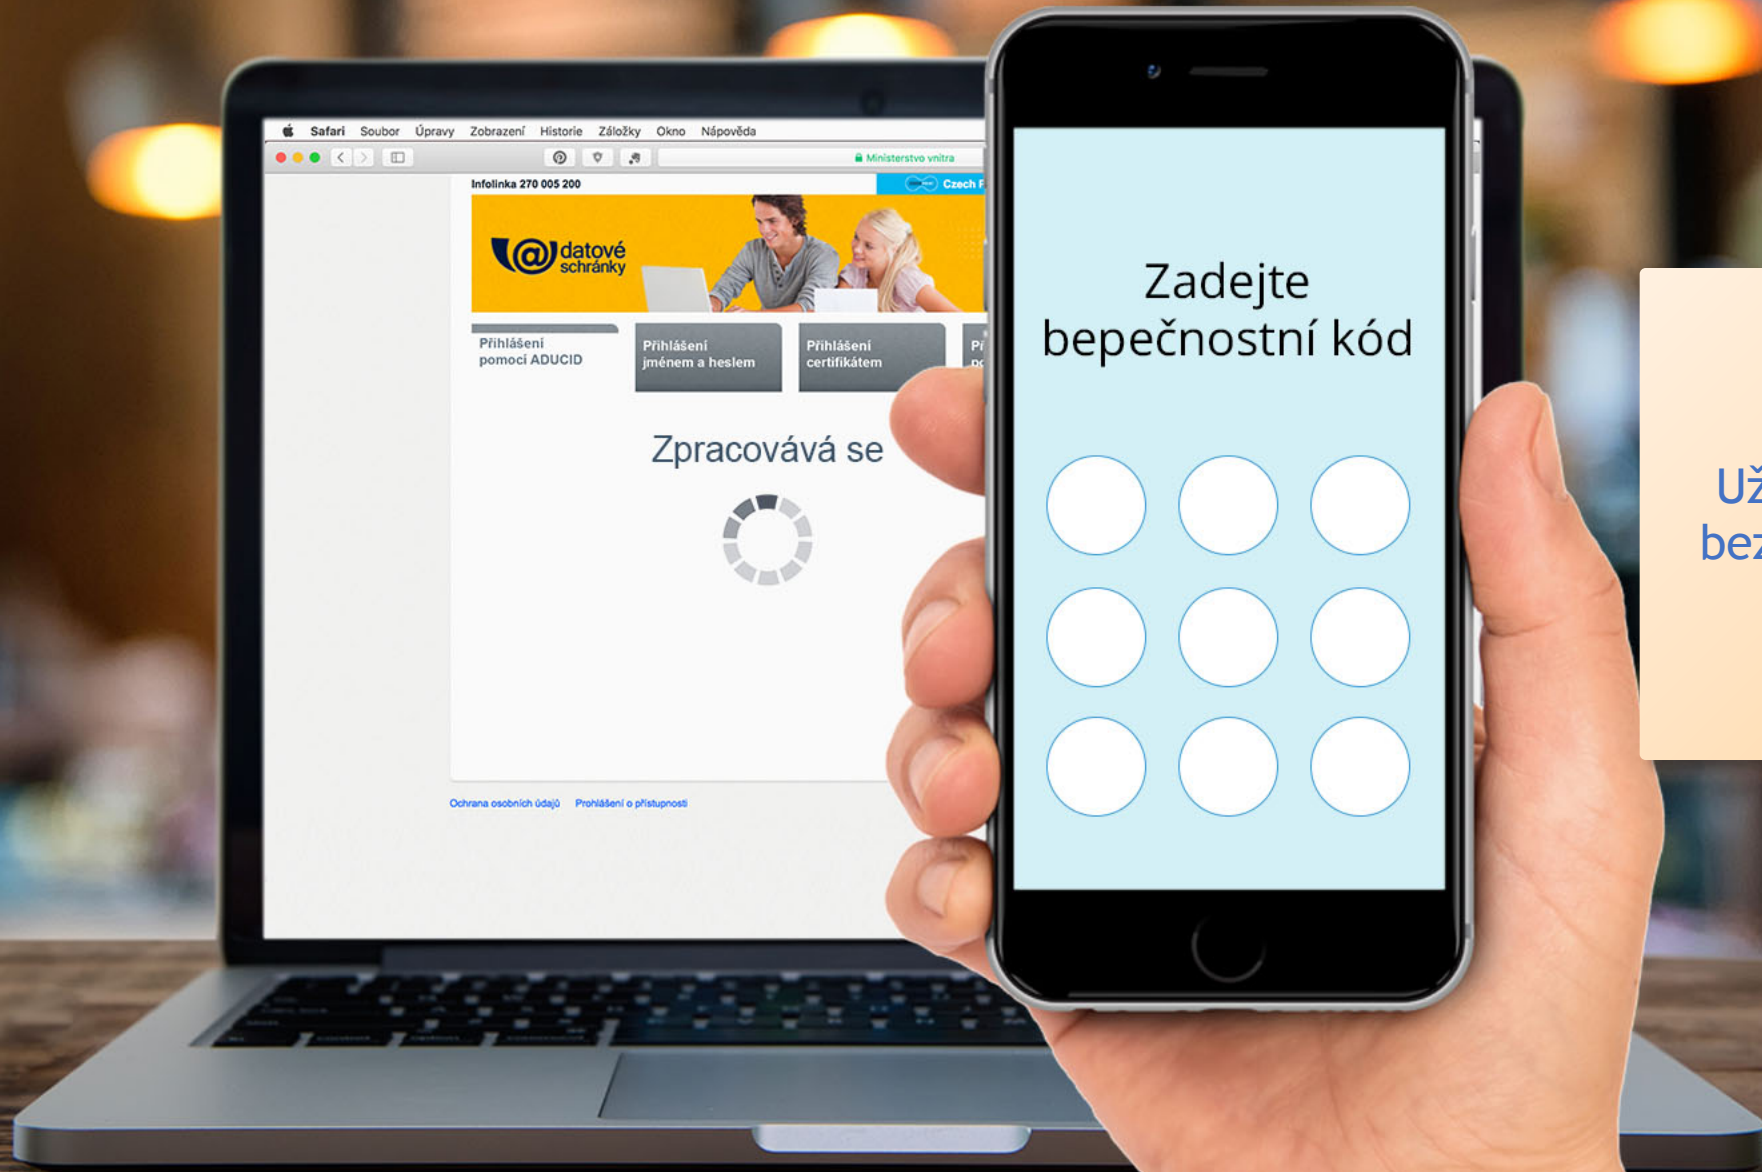 Safari Soubor Úpravy Zobrazení Historie Záložky Okno Nápověda
Ministerstvo vnitra
Infolinka 270 005 200
Czech
datové
schránky
Přihlášení
pomocí ADUCID
Přihlášení
jménem a heslem
Přihlášení
certifikátem
Zpracovává se
Ochrana osobních údajů Prohlášení o přístupnosti
Zadejte
bepečnostní kód